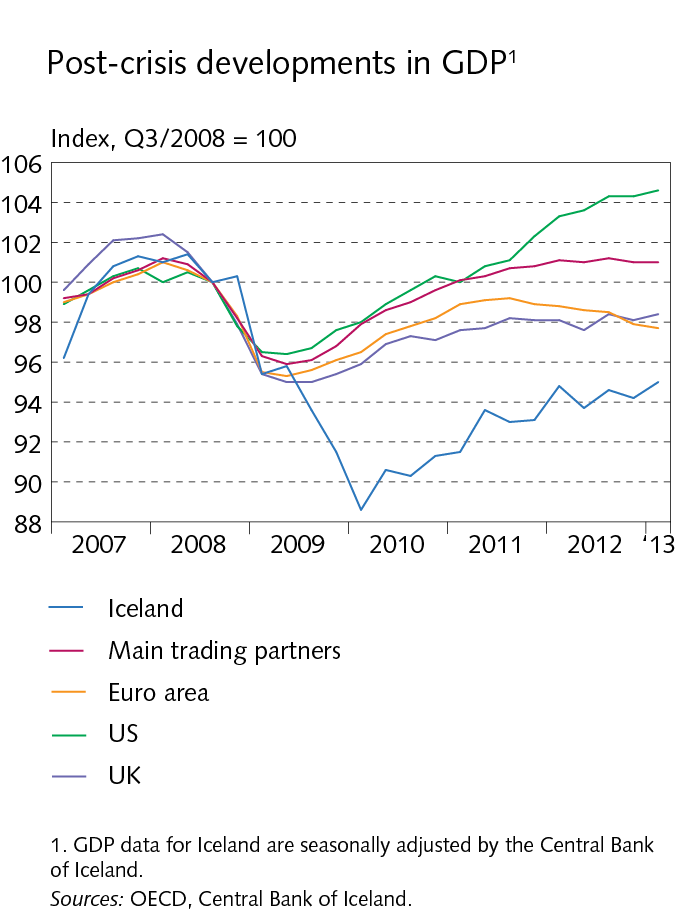 Post-crisis developments in GDP¹
Index, Q3/2008 = 100
106
104
102
100
98
96
94
92
90
88
2007 2008 2009 2010 2011 2012 '13
Iceland
Main trading partners
Euro area
US
UK
1. GDP data for Iceland are seasonally adjusted by the Central Bank
of Iceland.
Sources: OECD, Central Bank of Iceland.